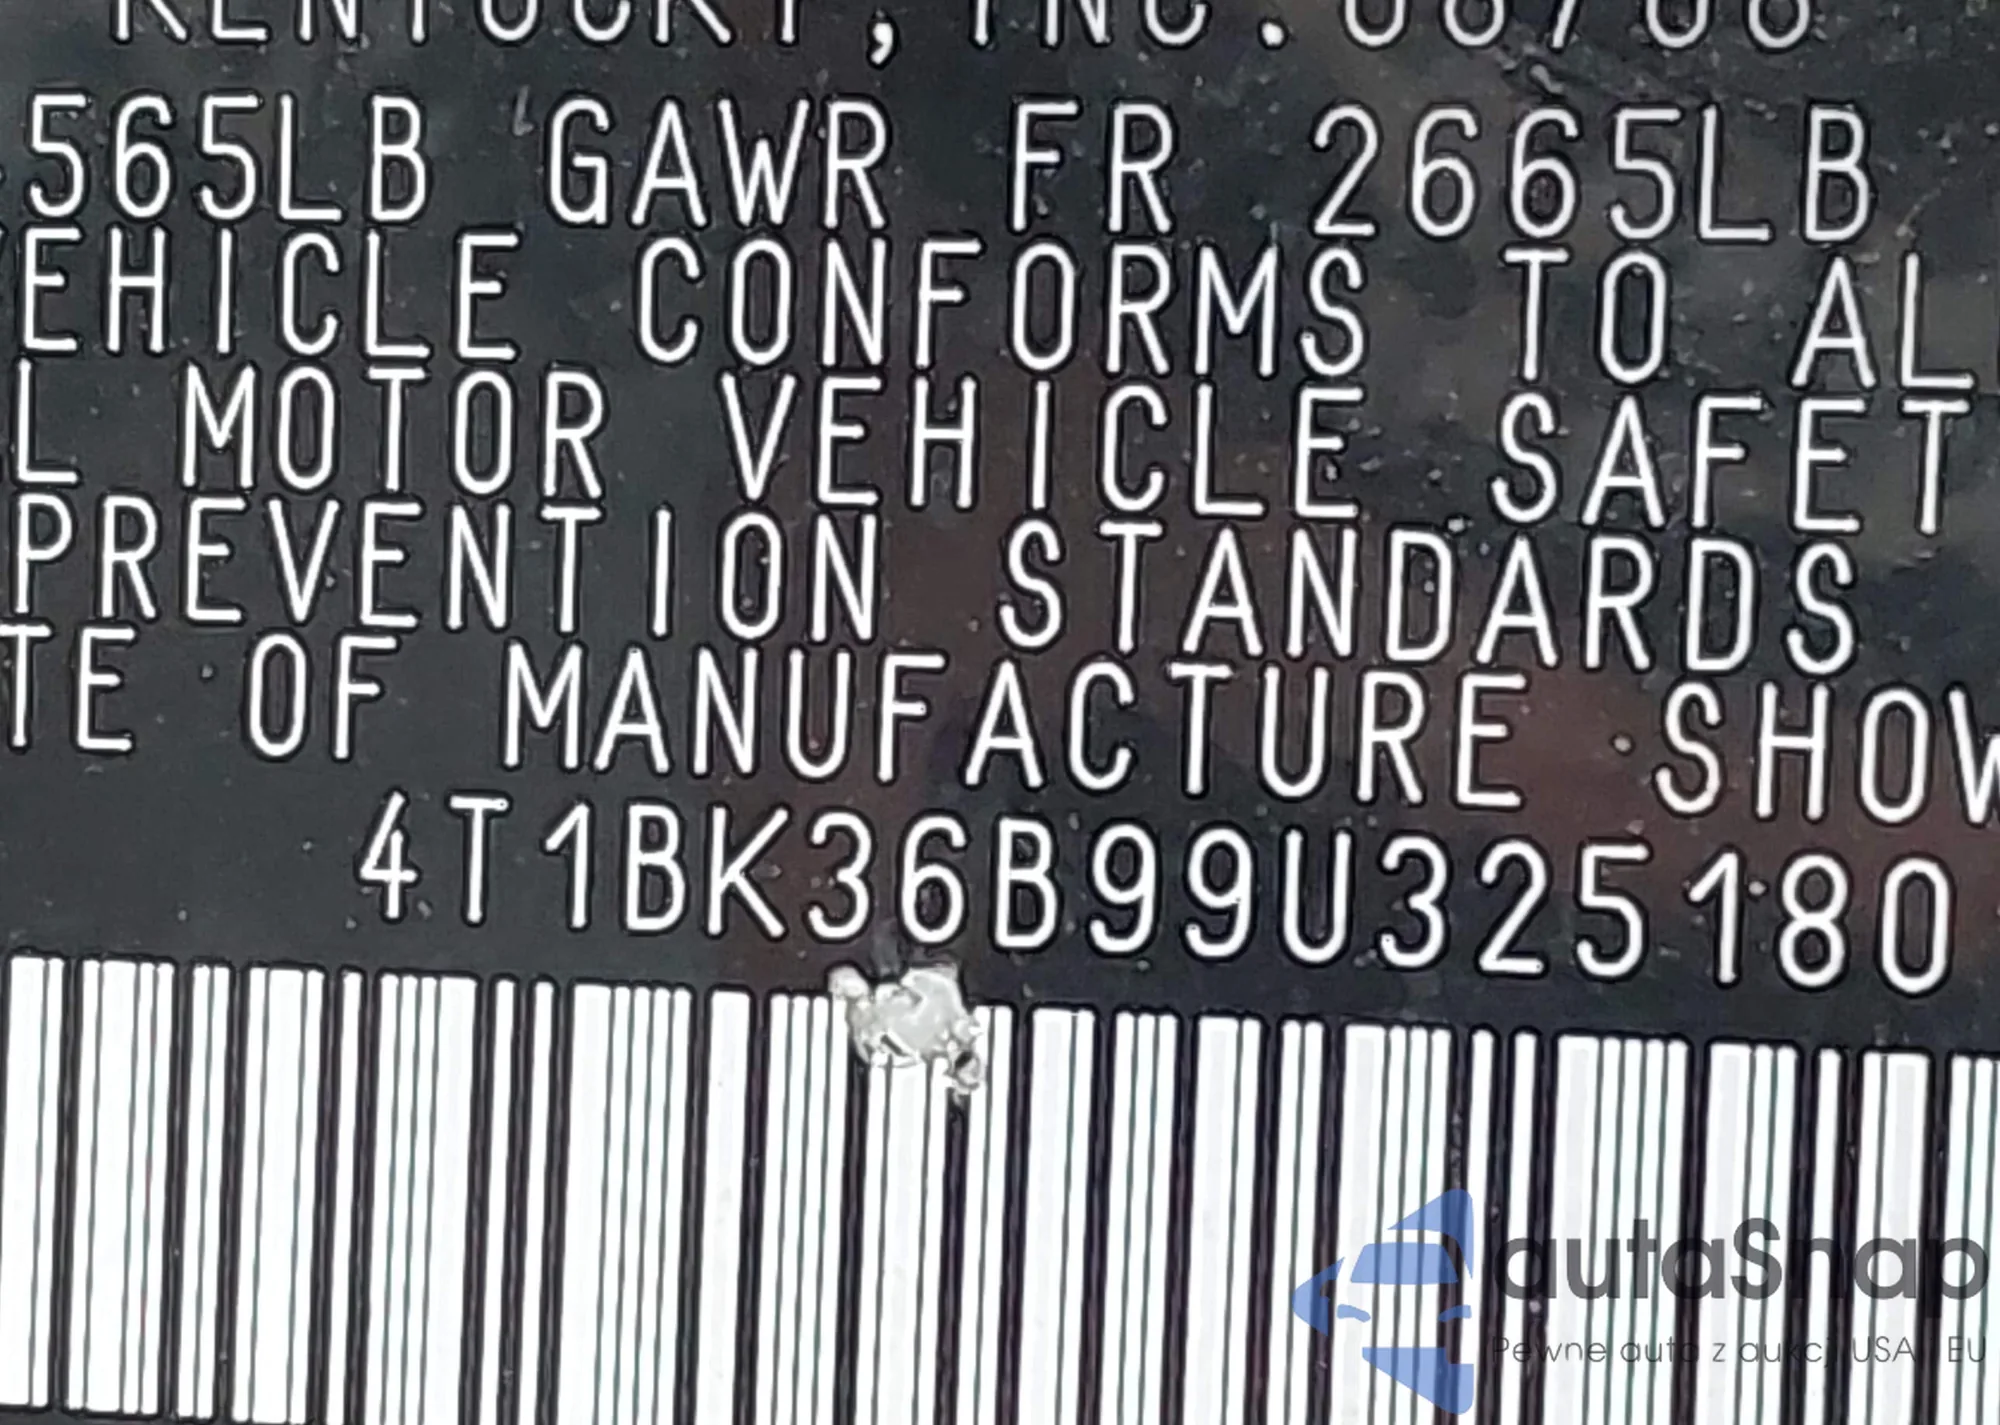 KENTUCKY, INC. 08/08
565LB GAWR FR 2665LB
EHICLE CONFORMS TO AL
L MOTOR VEHICLE SAFET
PREVENTION STANDARDS
TE OF MANUFACTURE SHOW
4T1BK36B99U325180
autaSnap
Pewne auto z aukcji USA i EU